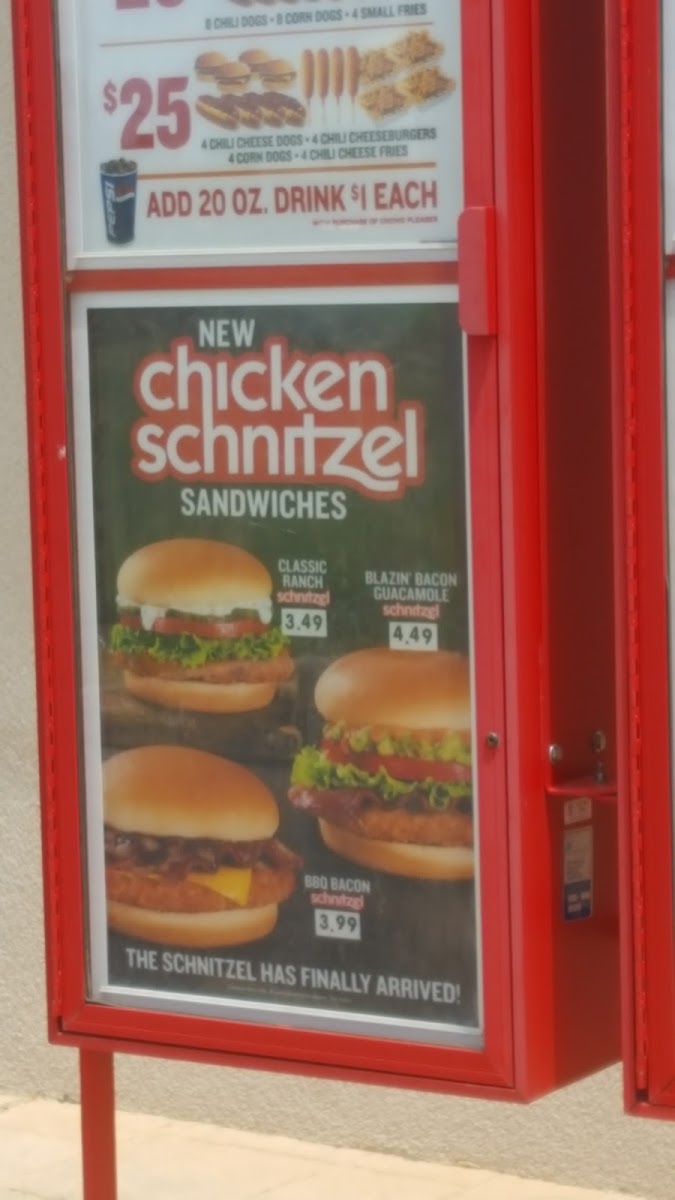 6 CHILI DOGS • 8 CORN DOGS • 4 SMALL FRIES
$25
4 CHILI CHEESE DOGS • 4 CHILI CHEESEBURGERS
4 CORN DOGS • 4 CHILI CHEESE FRIES
PEPSI
ADD 20 OZ. DRINK $1 EACH
NEW
chicken
schnitzel
SANDWICHES
CLASSIC
RANCH
schnitzel
3.49
BLAZIN' BACON
GUACAMOLE
schnitzel
4.49
BBQ BACON
schnitzel
3.99
THE SCHNITZEL HAS FINALLY ARRIVED!